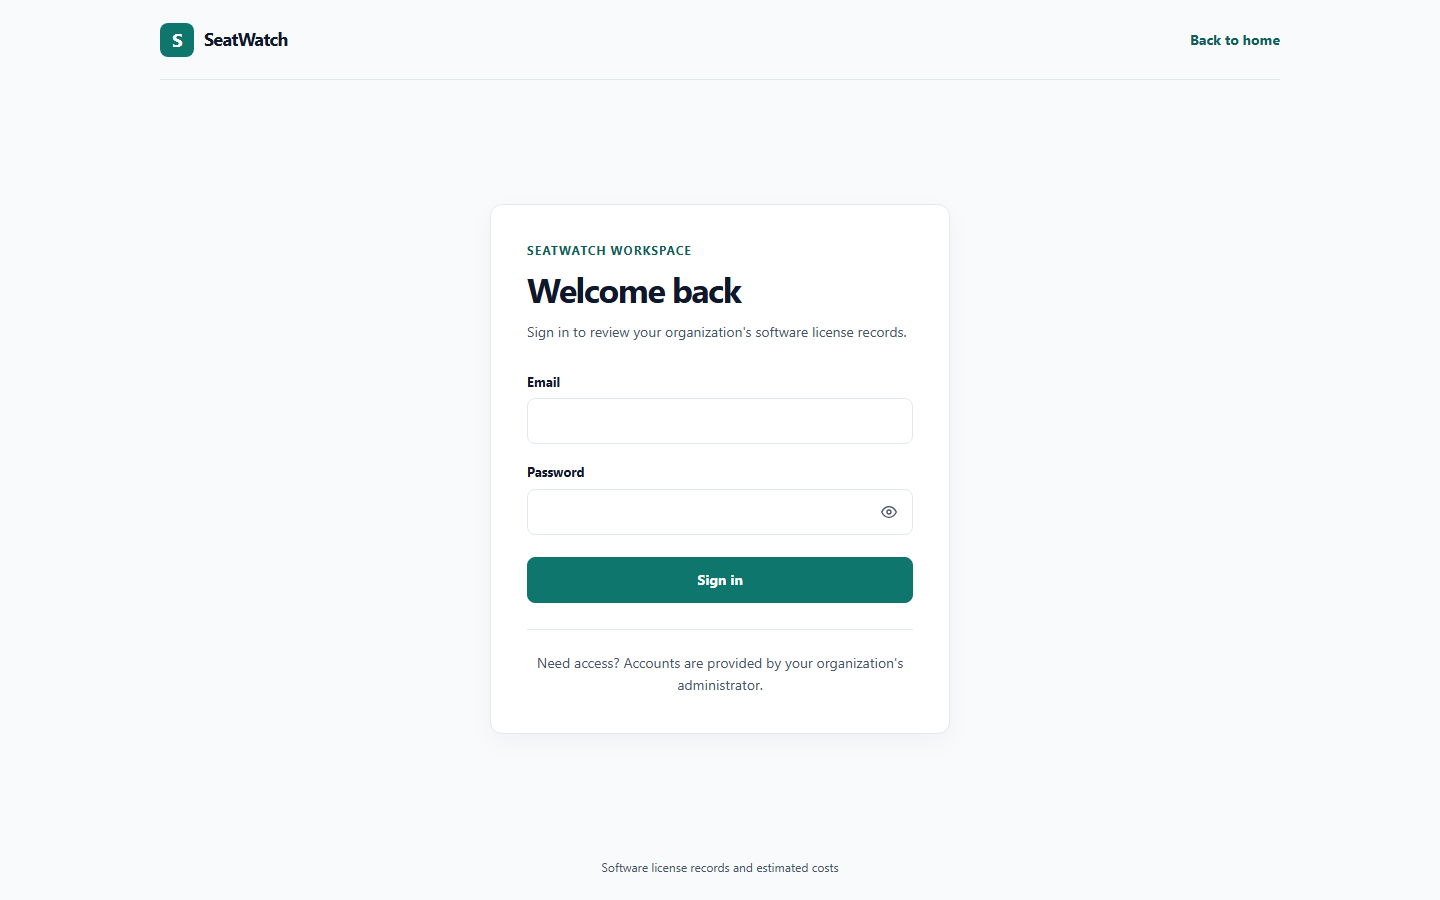 S SeatWatch
Back to home
SEATWATCH WORKSPACE
Welcome back
Sign in to review your organization's software license records.
Email
Password
Sign in
Need access? Accounts are provided by your organization's
administrator.
Software license records and estimated costs